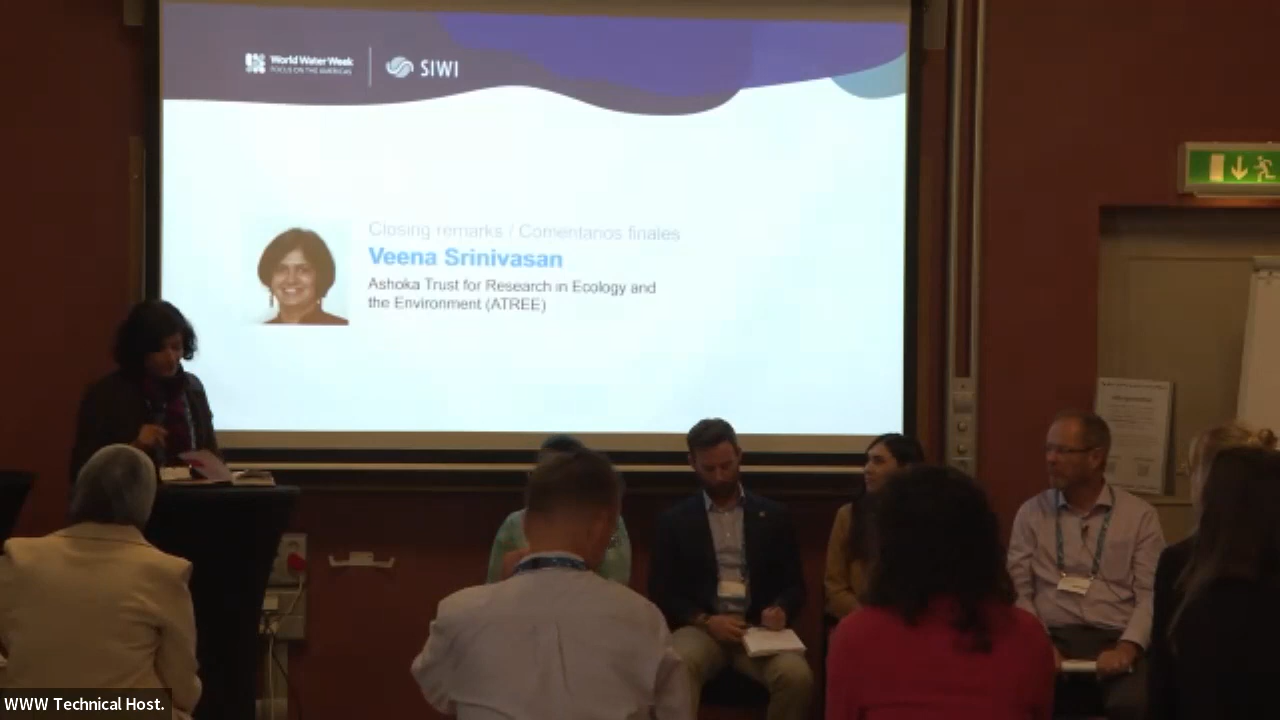 World Water Week
FOCUS ON THE AMERICAS
SIWI
Closing remarks / Comentarios finales
Veena Srinivasan
Ashoka Trust for Research in Ecology and
the Environment (ATREE)
WWW Technical Host.